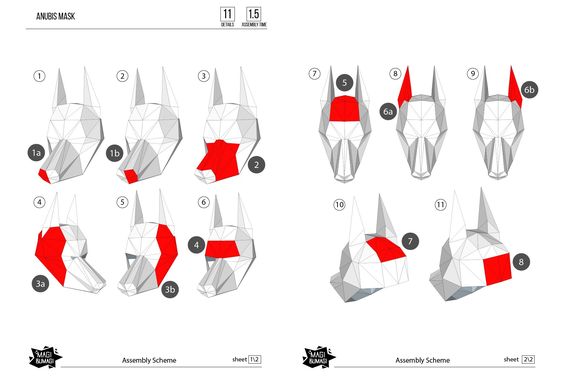 ANUBIS MASK
11
DETAILS
1.5
ASSEMBLY TIME
1
2
3
1a
1b
2
4
5
6
3a
3b
4
MAGI
BUMAGI
Assembly Scheme
sheet 1\2
7
8
9
5
6a
6b
10
11
7
8
MAGI
BUMAGI
Assembly Scheme
sheet 2\2